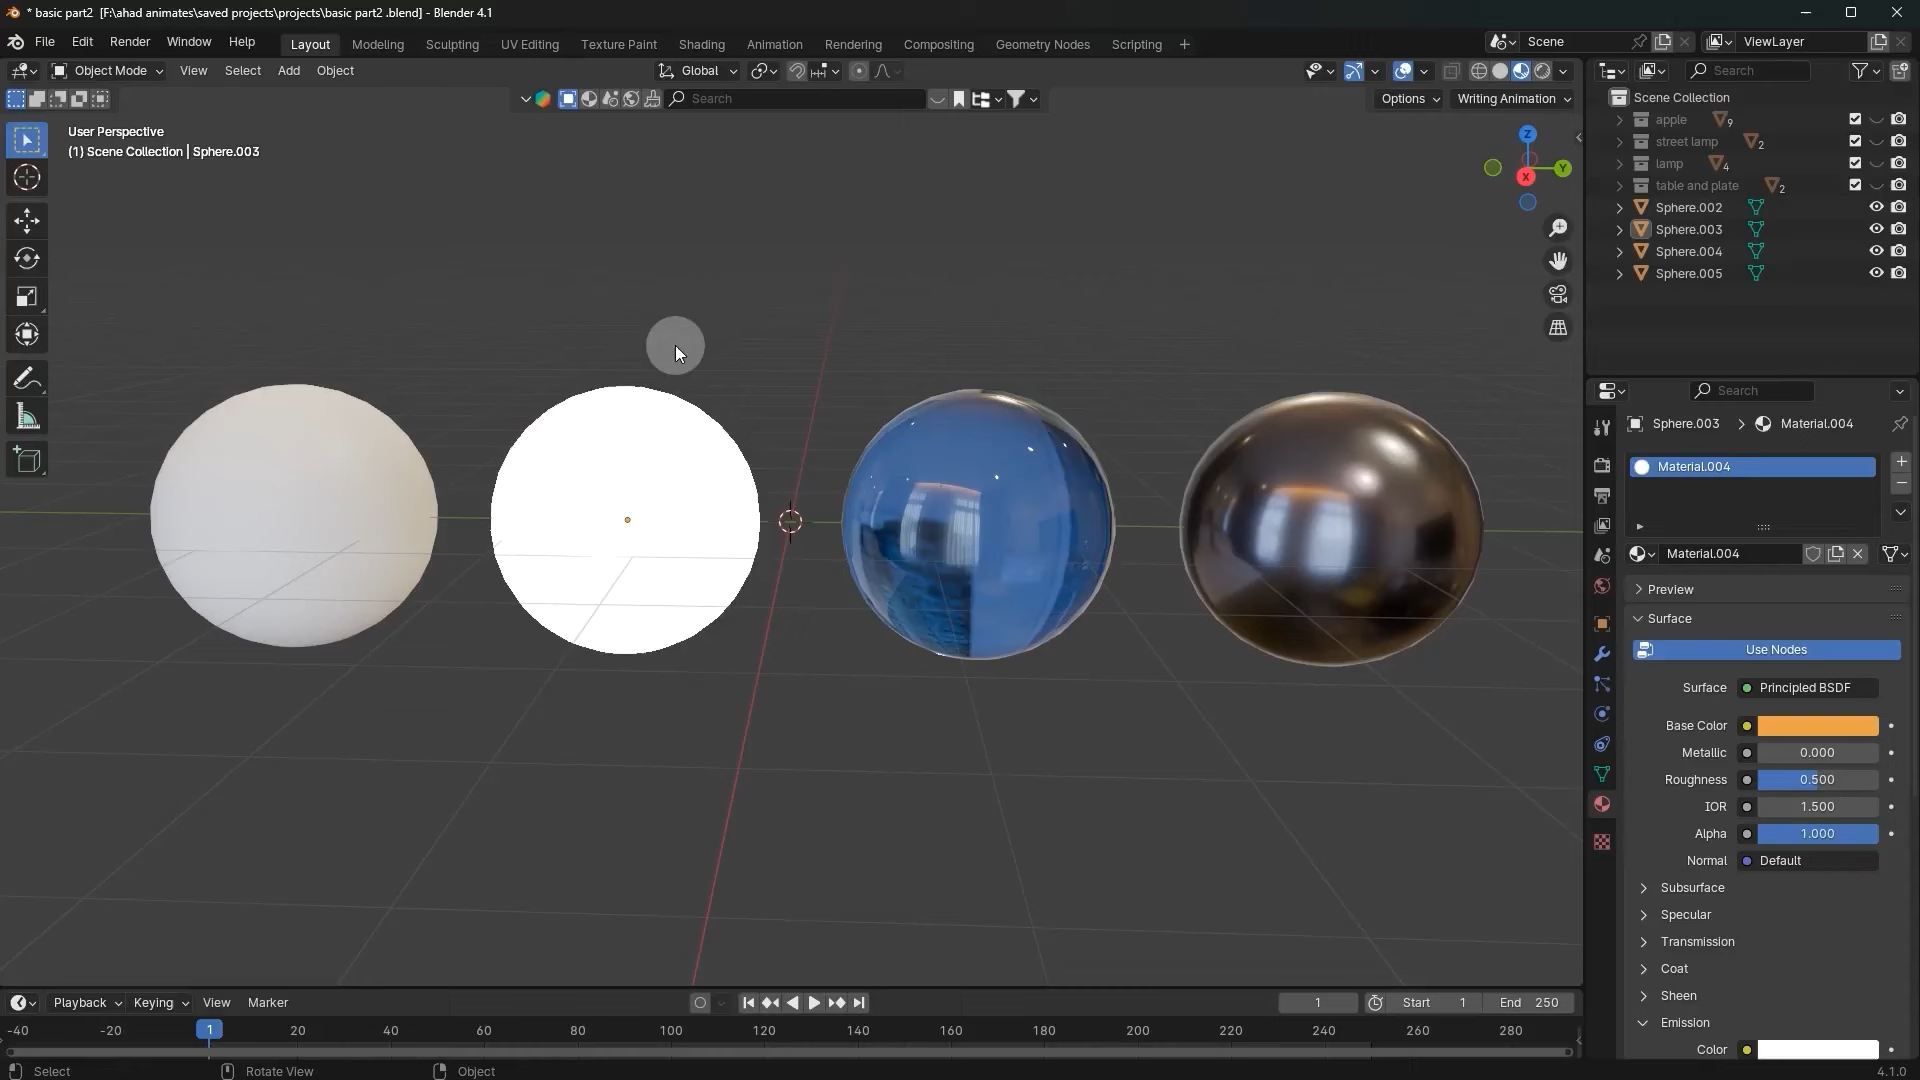 * basic part2 [F:\ahad animates\saved projects\projects\basic part2 .blend] - Blender 4.1
File Edit Render Window Help Layout Modeling Sculpting UV Editing Texture Paint Shading Animation Rendering Compositing Geometry Nodes Scripting + Scene ViewLayer
Object Mode View Select Add Object Global Search
Search Options Writing Animation
User Perspective
(1) Scene Collection | Sphere.003
Z
Y
X
Scene Collection
apple 9
street lamp 2
lamp 4
table and plate 2
Sphere.002
Sphere.003
Sphere.004
Sphere.005
Search
Sphere.003 > Material.004
Material.004
Material.004
Preview
Surface
Use Nodes
Surface Principled BSDF
Base Color
Metallic 0.000
Roughness 0.500
IOR 1.500
Alpha 1.000
Normal Default
Subsurface
Specular
Transmission
Coat
Sheen
Emission
Color
Playback Keying View Marker 1 Start 1 End 250
-40 -20 1 20 40 60 80 100 120 140 160 180 200 220 240 260 280
Select Rotate View Object 4.1.0